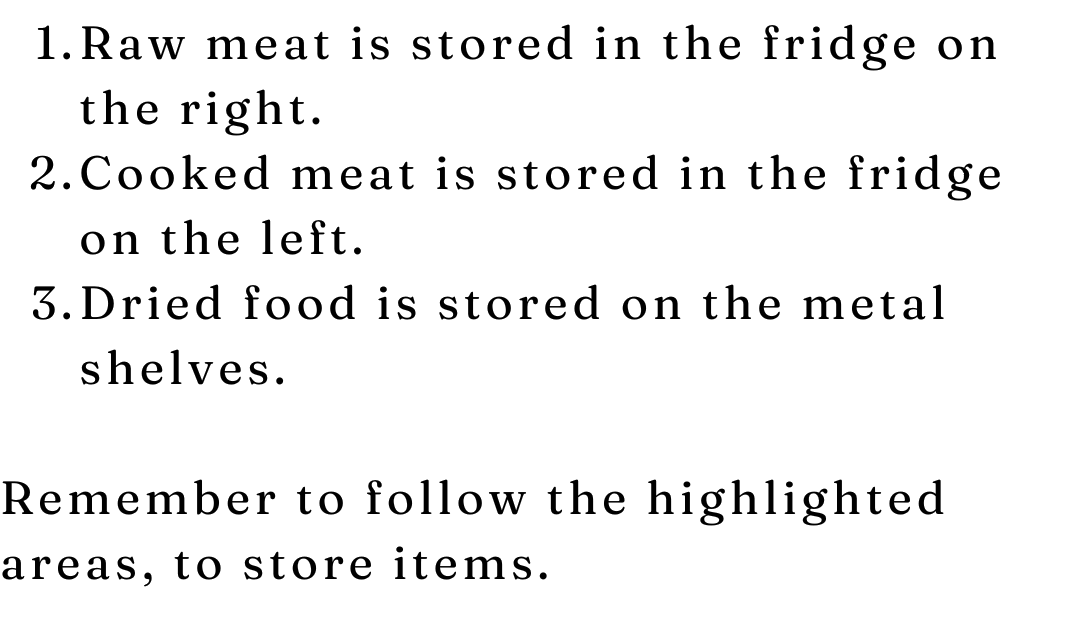 1. Raw meat is stored in the fridge on
the right.
2. Cooked meat is stored in the fridge
on the left.
3. Dried food is stored on the metal
shelves.
Remember to follow the highlighted
areas, to store items.